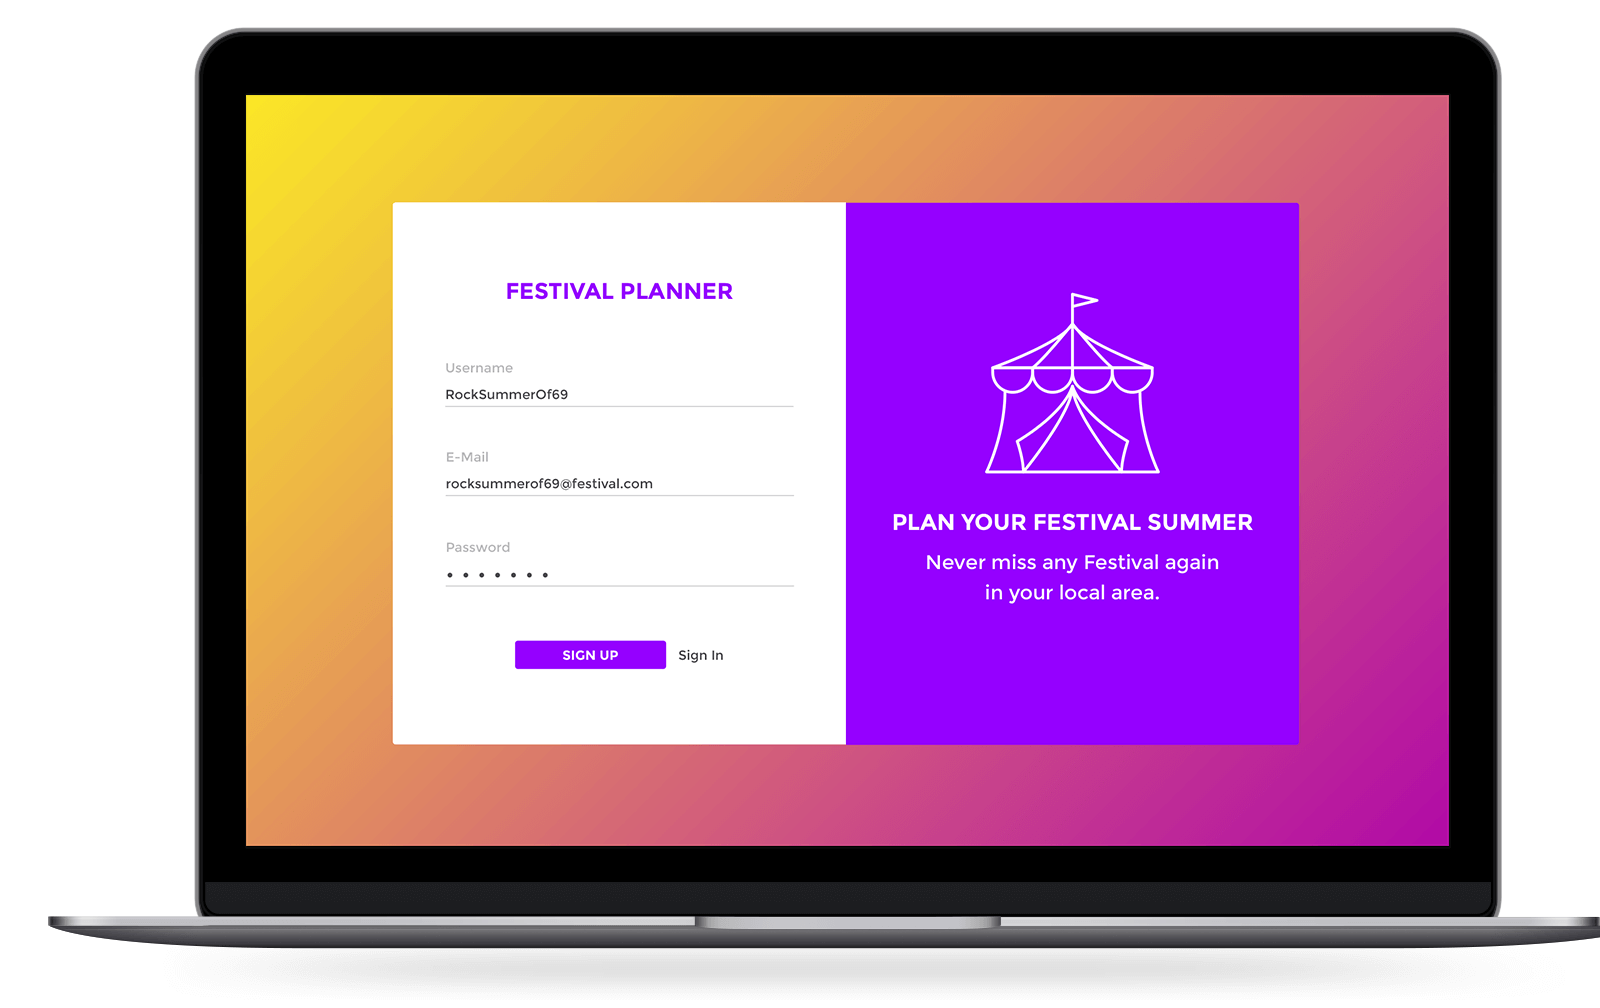 FESTIVAL PLANNER
Username
RockSummerOf69
E-Mail
rocksummerof69@festival.com
Password
SIGN UP
Sign In
PLAN YOUR FESTIVAL SUMMER
Never miss any Festival again
in your local area.